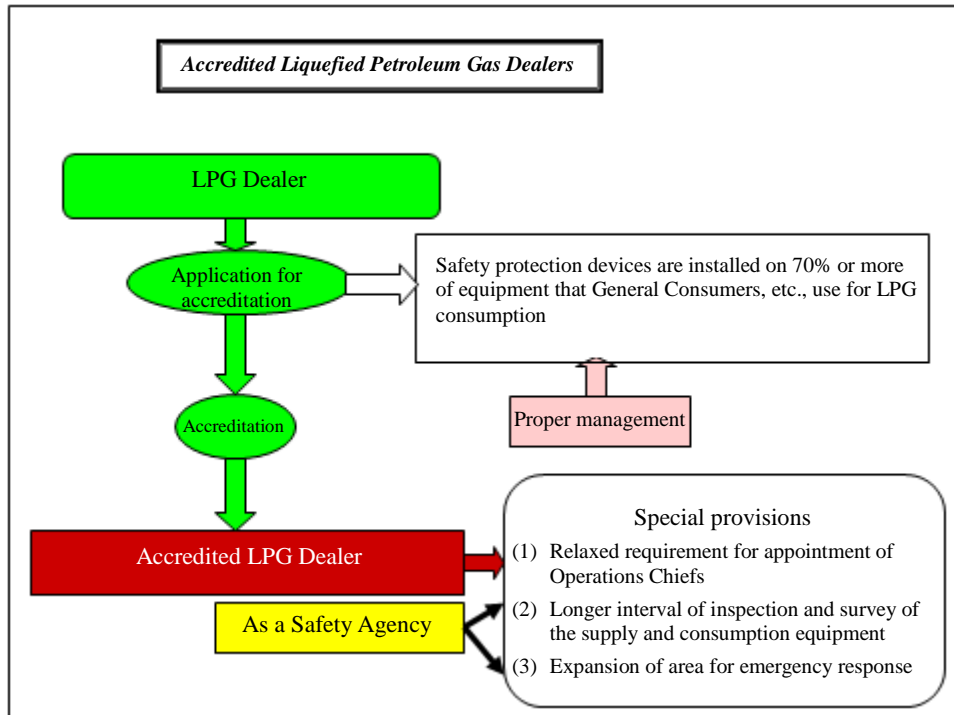 Accredited Liquefied Petroleum Gas Dealers
LPG Dealer
Application for
accreditation
Safety protection devices are installed on 70% or more
of equipment that General Consumers, etc., use for LPG
consumption
Proper management
Accreditation
Accredited LPG Dealer
As a Safety Agency
Special provisions
(1) Relaxed requirement for appointment of
Operations Chiefs
(2) Longer interval of inspection and survey of
the supply and consumption equipment
(3) Expansion of area for emergency response